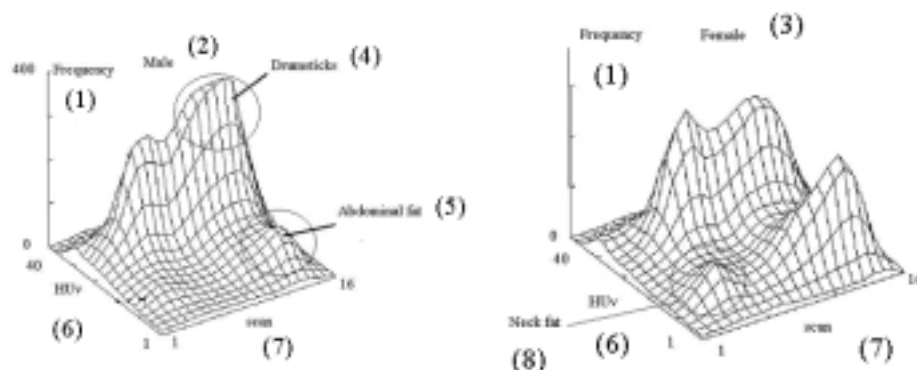 (2)
(3)
400
Frequency
Male
Drumsticks
(4)
(1)
Abdominal fat
(5)
0
40
HUv
16
(6)
scan
1
1
(7)
Frequency
Female
(1)
0
40
HUv
Neck fat
(6)
scan
1
1
(7)
(8)